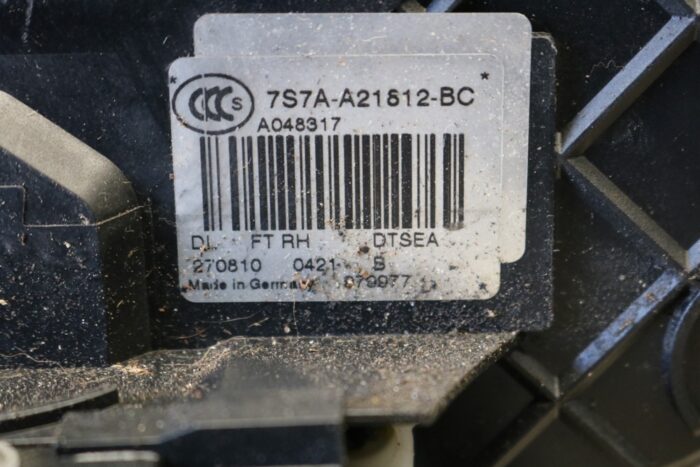 * CCC S 7S7A-A21812-BC *
A048317
DL FT RH DTSEA
270810 0421 B
Made in Germany 079977